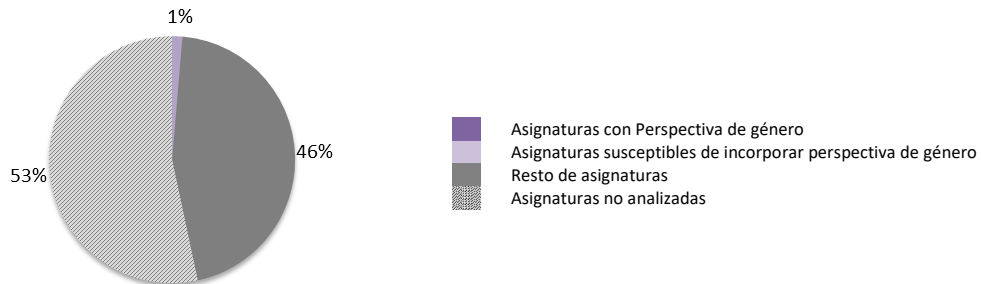 1%
46%
53%
Asignaturas con Perspectiva de género
Asignaturas susceptibles de incorporar perspectiva de género
Resto de asignaturas
Asignaturas no analizadas